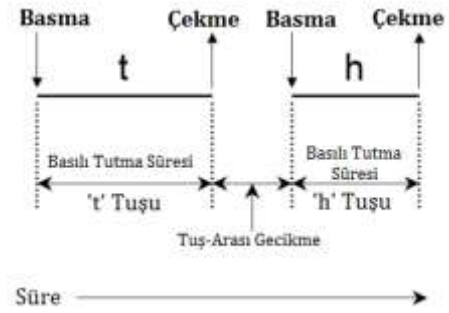 Basma Çekme Basma Çekme
t h
Basılı Tutma Süresi Basılı Tutma Süresi
't' Tuşu 'h' Tuşu
Tuş-Arası Gecikme
Süre